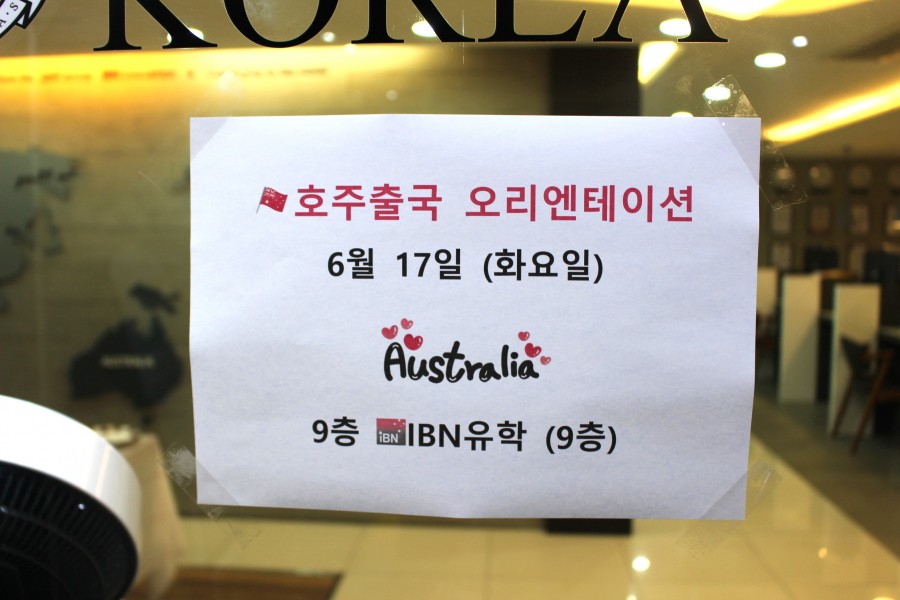 KOREA
호주출국 오리엔테이션
6월 17일 (화요일)
Australia
9층 IBN IBN유학 (9층)